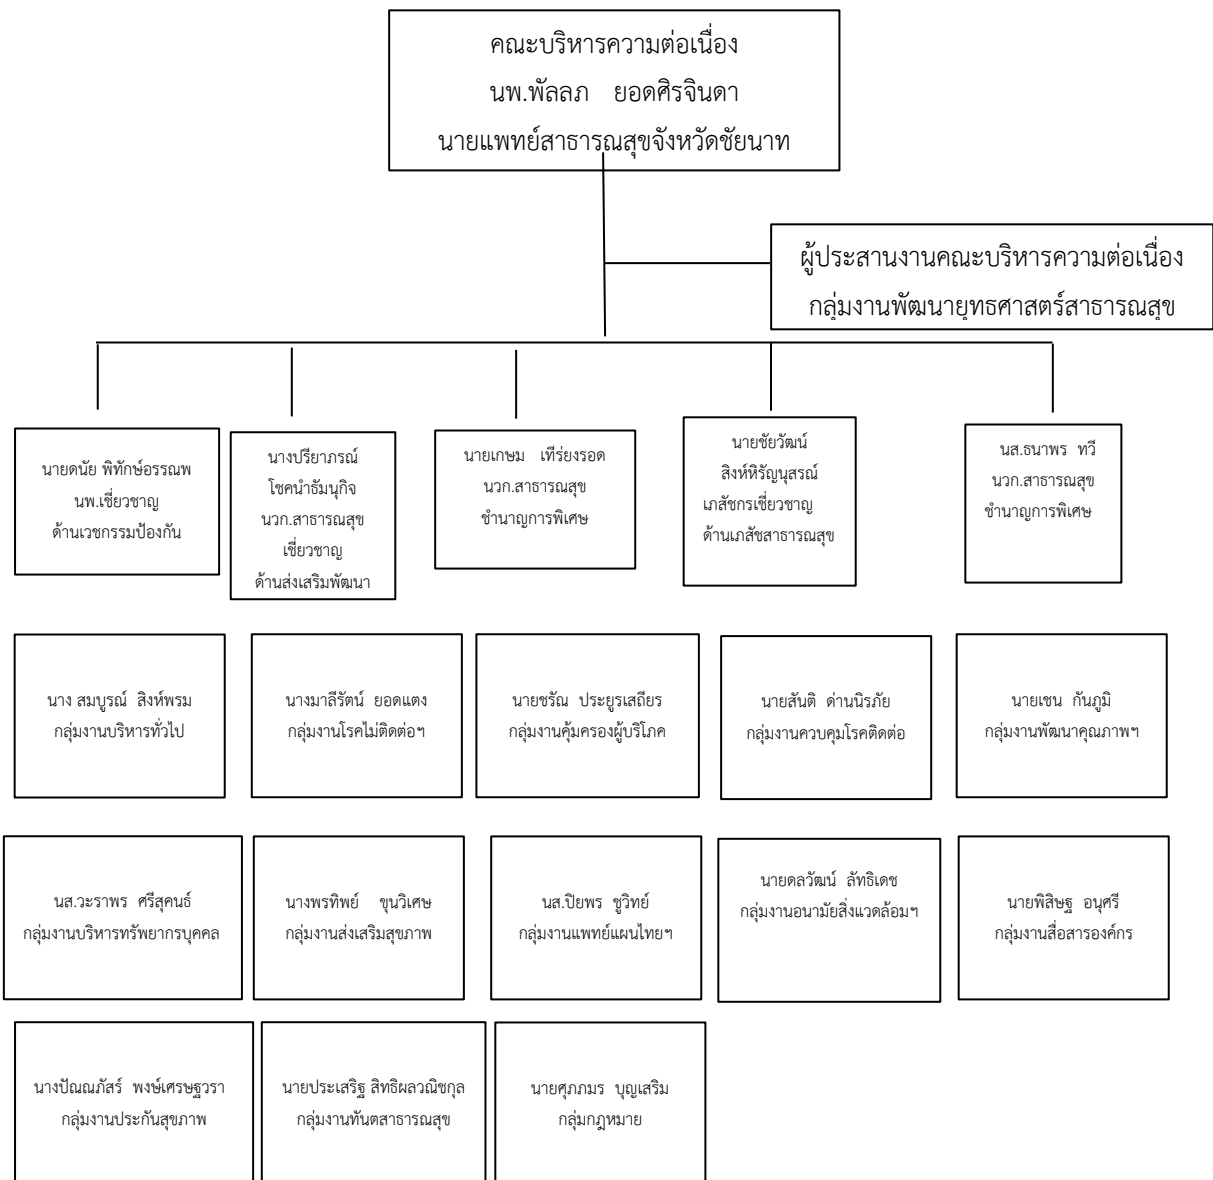 คณะบริหารความต่อเนื่อง
นพ.พัลลภ ยอดศิรจินดา
นายแพทย์สาธารณสุขจังหวัดชัยนาท
ผู้ประสานงานคณะบริหารความต่อเนื่อง
กลุ่มงานพัฒนายุทธศาสตร์สาธารณสุข
นายดนัย พิทักษ์อรรณพ
นพ.เชี่ยวชาญ
ด้านเวชกรรมป้องกัน
นางปรียาภรณ์
โชคนำธัมนุกิจ
นวก.สาธารณสุข
เชี่ยวชาญ
ด้านส่งเสริมพัฒนา
นายเกษม เที่ร่ยงรอด
นวก.สาธารณสุข
ชำนาญการพิเศษ
นายชัยวัฒน์
สิงห์หิรัญนุสรณ์
เภสัชกรเชี่ยวชาญ
ด้านเภสัชสาธารณสุข
นส.ธนาพร ทวี
นวก.สาธารณสุข
ชำนาญการพิเศษ
นาง สมบูรณ์ สิงห์พรม
กลุ่มงานบริหารทั่วไป
นางมาลีรัตน์ ยอดแตง
กลุ่มงานโรคไม่ติดต่อฯ
นายชรัณ ประยูรเสถียร
กลุ่มงานคุ้มครองผู้บริโภค
นายสันติ ด่านนิรภัย
กลุ่มงานควบคุมโรคติดต่อ
นายเชน กันภูมิ
กลุ่มงานพัฒนาคุณภาพฯ
นส.วะราพร ศรีสุคนธ์
กลุ่มงานบริหารทรัพยากรบุคคล
นางพรทิพย์ ขุนวิเศษ
กลุ่มงานส่งเสริมสุขภาพ
นส.ปิยพร ชูวิทย์
กลุ่มงานแพทย์แผนไทยฯ
นายดลวัฒน์ ลัทธิเดช
กลุ่มงานอนามัยสิ่งแวดล้อมฯ
นายพิสิษฐ อนุศรี
กลุ่มงานสื่อสารองค์กร
นางปัณณภัสร์ พงษ์เศรษฐวรา
กลุ่มงานประกันสุขภาพ
นายประเสริฐ สิทธิผลวณิชกุล
กลุ่มงานทันตสาธารณสุข
นายศุภภมร บุญเสริม
กลุ่มกฎหมาย